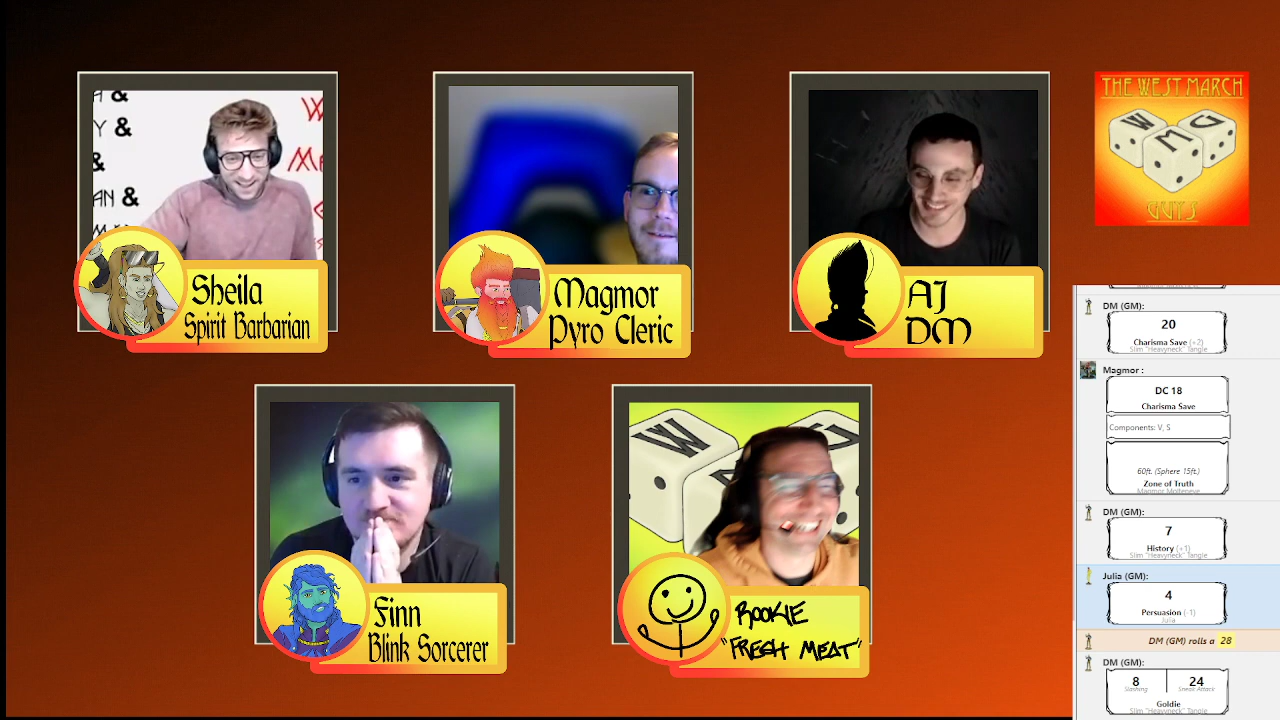 &
Y &
&
AN &
W
Sheila
Spirit Barbarian
Magmor
Pyro Cleric
AJ
DM
THE WEST MARCH
W M G
GUYS
Finn
Blink Sorcerer
W
ROOKIE
"FRESH MEAT"
DM (GM):
20
Charisma Save (+2)
Slim "Heavyneck" Tangle
Magmor :
DC 18
Charisma Save
Components: V, S
60ft. (Sphere 15ft.)
Zone of Truth
Magmor Molteneye
DM (GM):
7
History (+1)
Slim "Heavyneck" Tangle
Julia (GM):
4
Persuasion (-1)
Julia
DM (GM) rolls a 28
DM (GM):
8 24
Slashing Sneak Attack
Goldie
Slim "Heavyneck" Tangle